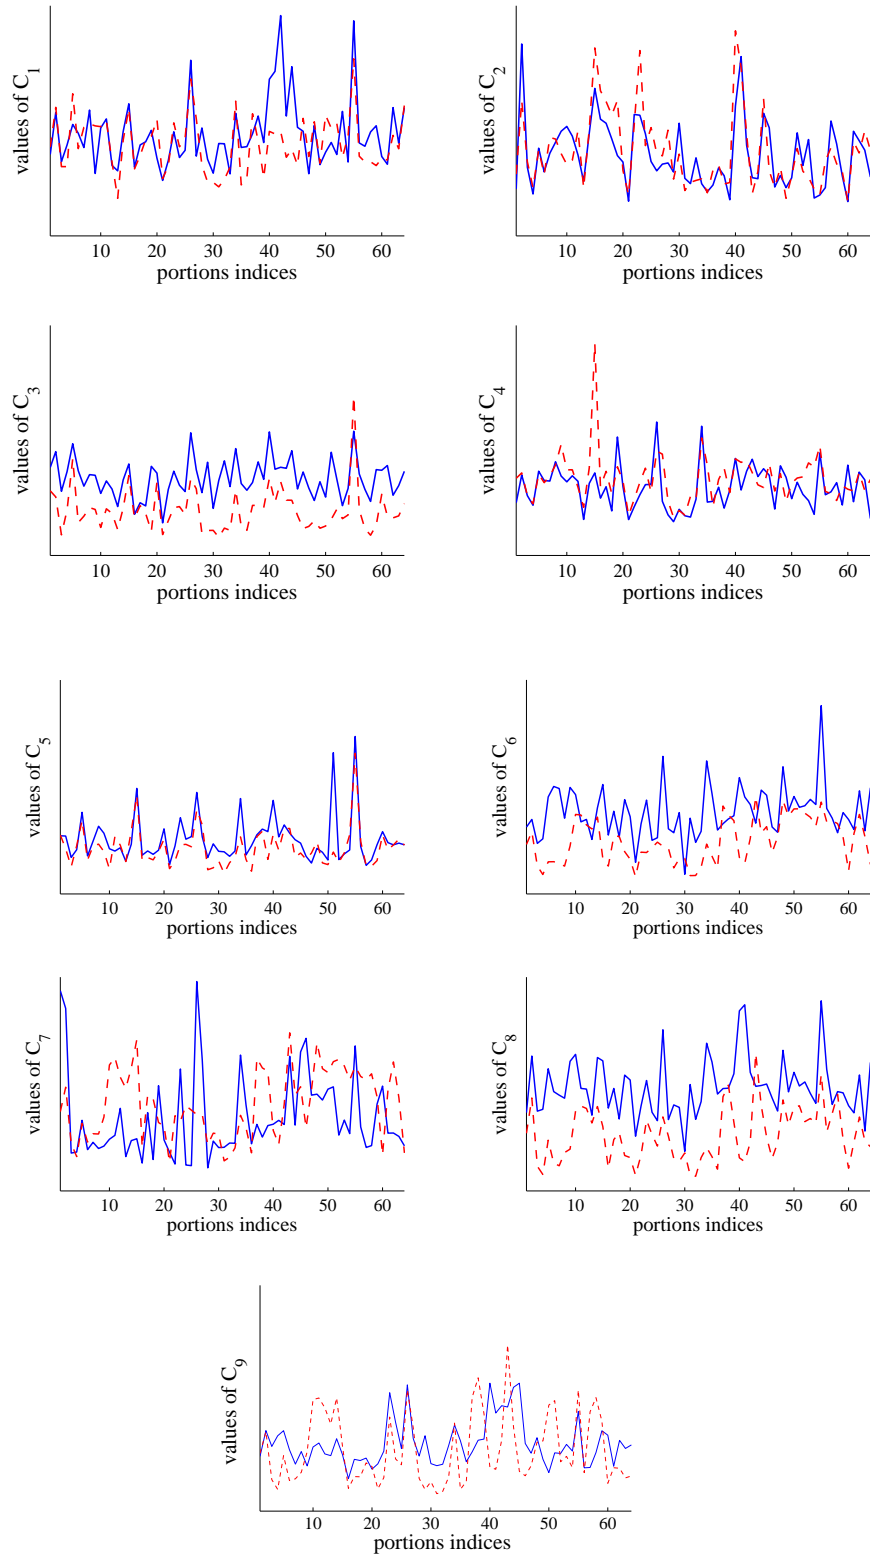 values of C1
10 20 30 40 50 60
portions indices
values of C2
10 20 30 40 50 60
portions indices
values of C3
10 20 30 40 50 60
portions indices
values of C4
10 20 30 40 50 60
portions indices
values of C5
10 20 30 40 50 60
portions indices
values of C6
10 20 30 40 50 60
portions indices
values of C7
10 20 30 40 50 60
portions indices
values of C8
10 20 30 40 50 60
portions indices
values of C9
10 20 30 40 50 60
portions indices